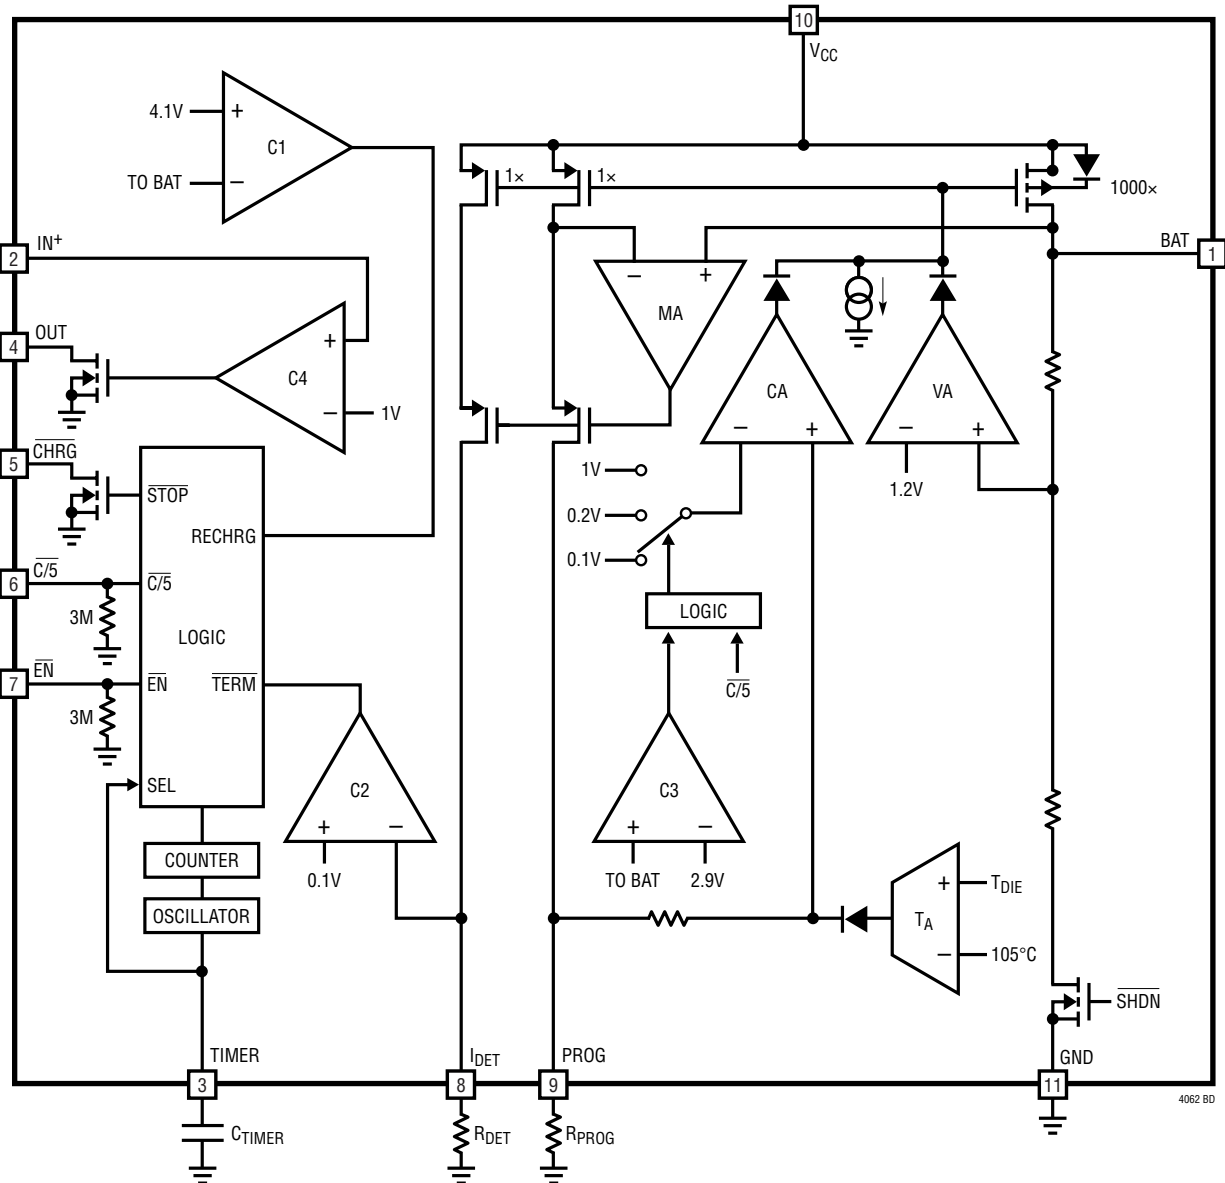 10
VCC
4.1V
+
C1
TO BAT
−
1×
1×
1000×
2
IN+
BAT
1
−
+
MA
4
OUT
+
C4
−
1V
CA
−
+
VA
−
+
1.2V
5
CHRG
STOP
RECHRG
1V
0.2V
0.1V
6
C/5
C/5
3M
LOGIC
LOGIC
C/5
7
EN
EN
TERM
3M
SEL
C2
+
−
0.1V
C3
+
−
TO BAT
2.9V
COUNTER
OSCILLATOR
+
TDIE
TA
−
105°C
SHDN
TIMER
IDET
PROG
GND
3
8
9
11
4062 BD
CTIMER
RDET
RPROG